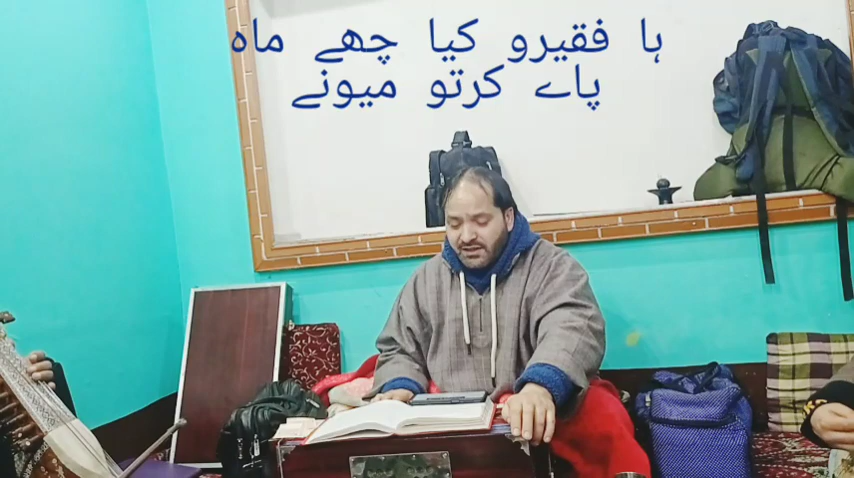 ہا فقیرو کیا چھے ماہ
پاے کرتو میونے